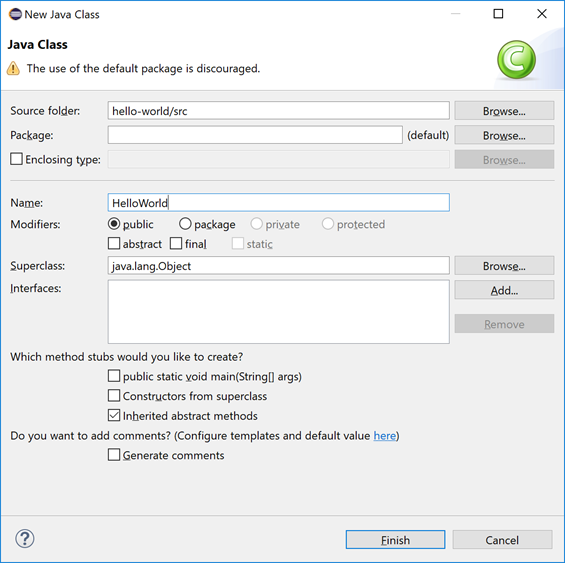 New Java Class
Java Class
The use of the default package is discouraged.
Source folder: hello-world/src Browse...
Package: (default) Browse...
Enclosing type: Browse...
Name: HelloWorld
Modifiers: public package private protected
abstract final static
Superclass: java.lang.Object Browse...
Interfaces: Add...
Remove
Which method stubs would you like to create?
public static void main(String[] args)
Constructors from superclass
Inherited abstract methods
Do you want to add comments? (Configure templates and default value here)
Generate comments
? Finish Cancel